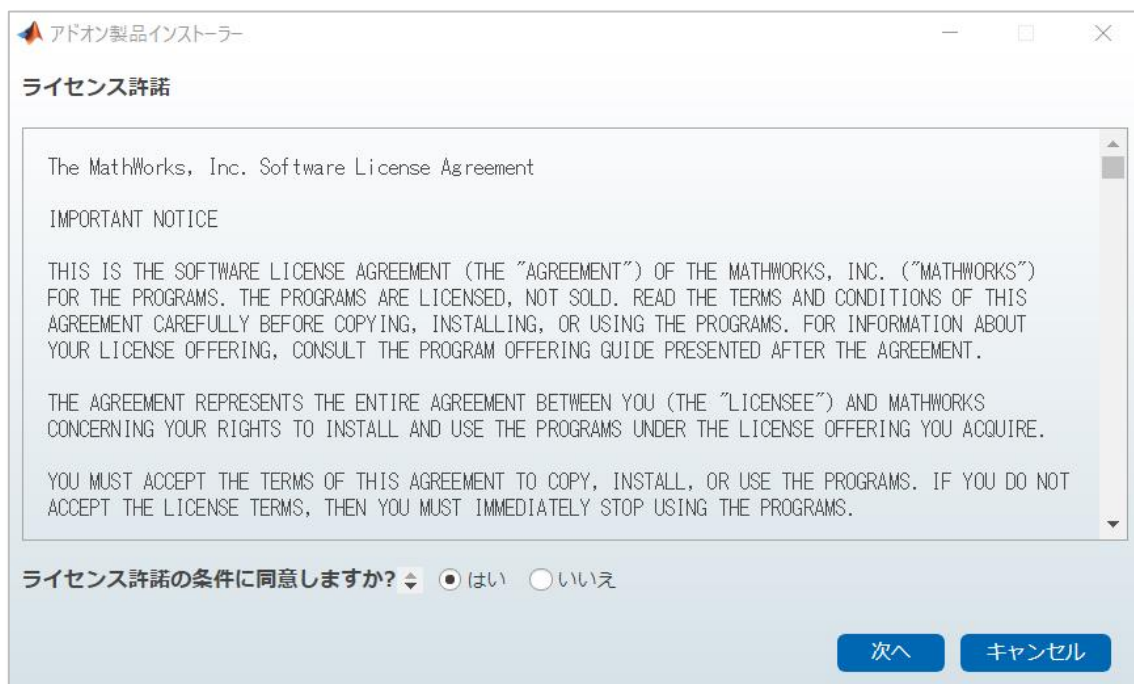 アドオン製品インストーラー
ライセンス許諾
The MathWorks, Inc. Software License Agreement
IMPORTANT NOTICE
THIS IS THE SOFTWARE LICENSE AGREEMENT (THE "AGREEMENT") OF THE MATHWORKS, INC. ("MATHWORKS")
FOR THE PROGRAMS. THE PROGRAMS ARE LICENSED, NOT SOLD. READ THE TERMS AND CONDITIONS OF THIS
AGREEMENT CAREFULLY BEFORE COPYING, INSTALLING, OR USING THE PROGRAMS. FOR INFORMATION ABOUT
YOUR LICENSE OFFERING, CONSULT THE PROGRAM OFFERING GUIDE PRESENTED AFTER THE AGREEMENT.
THE AGREEMENT REPRESENTS THE ENTIRE AGREEMENT BETWEEN YOU (THE "LICENSEE") AND MATHWORKS
CONCERNING YOUR RIGHTS TO INSTALL AND USE THE PROGRAMS UNDER THE LICENSE OFFERING YOU ACQUIRE.
YOU MUST ACCEPT THE TERMS OF THIS AGREEMENT TO COPY, INSTALL, OR USE THE PROGRAMS. IF YOU DO NOT
ACCEPT THE LICENSE TERMS, THEN YOU MUST IMMEDIATELY STOP USING THE PROGRAMS.
ライセンス許諾の条件に同意しますか? はい いいえ
次へ キャンセル